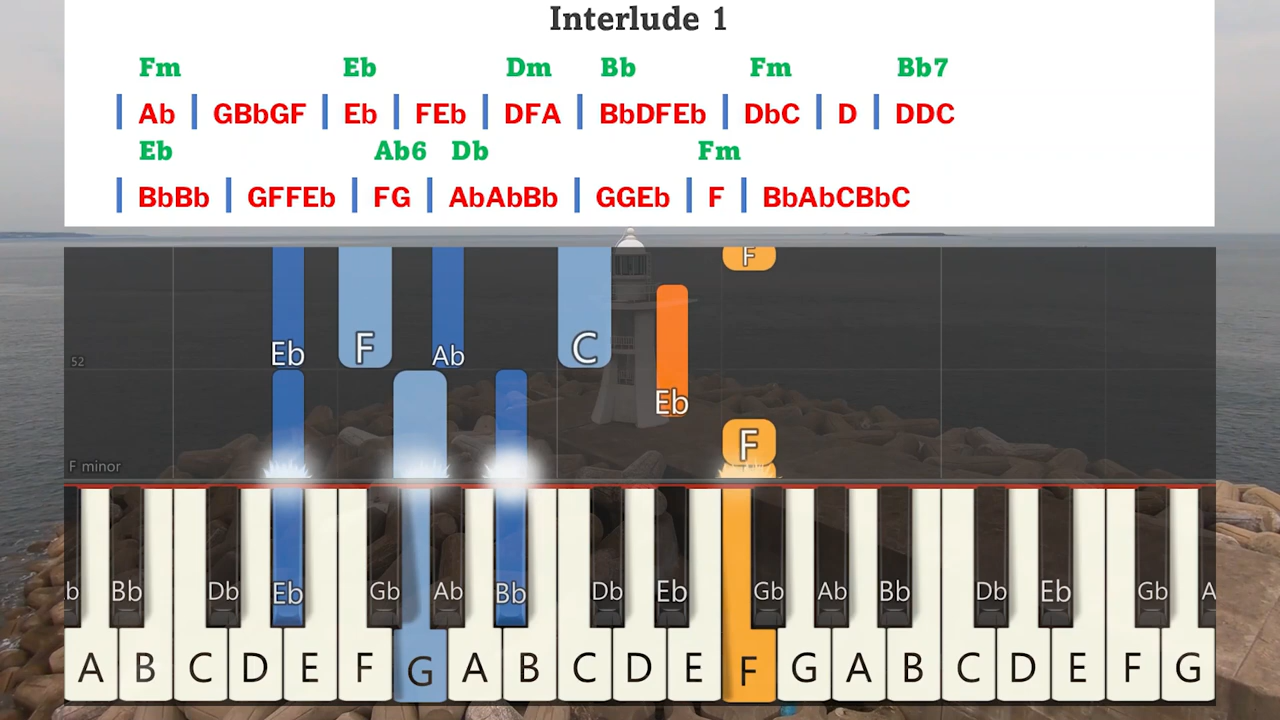 Interlude 1
Fm Eb Dm Bb Fm Bb7
| Ab | GBbGF | Eb | FEb | DFA | BbDFEb | DbC | D | DDC
Eb Ab6 Db Fm
| BbBb | GFFEb | FG | AbAbBb | GGEb | F | BbAbCBbC
F
Eb F Ab C
52
Eb
F
F minor
b Bb Db Eb Gb Ab Bb Db Eb Gb Ab Bb Db Eb Gb A
A B C D E F G A B C D E F G A B C D E F G